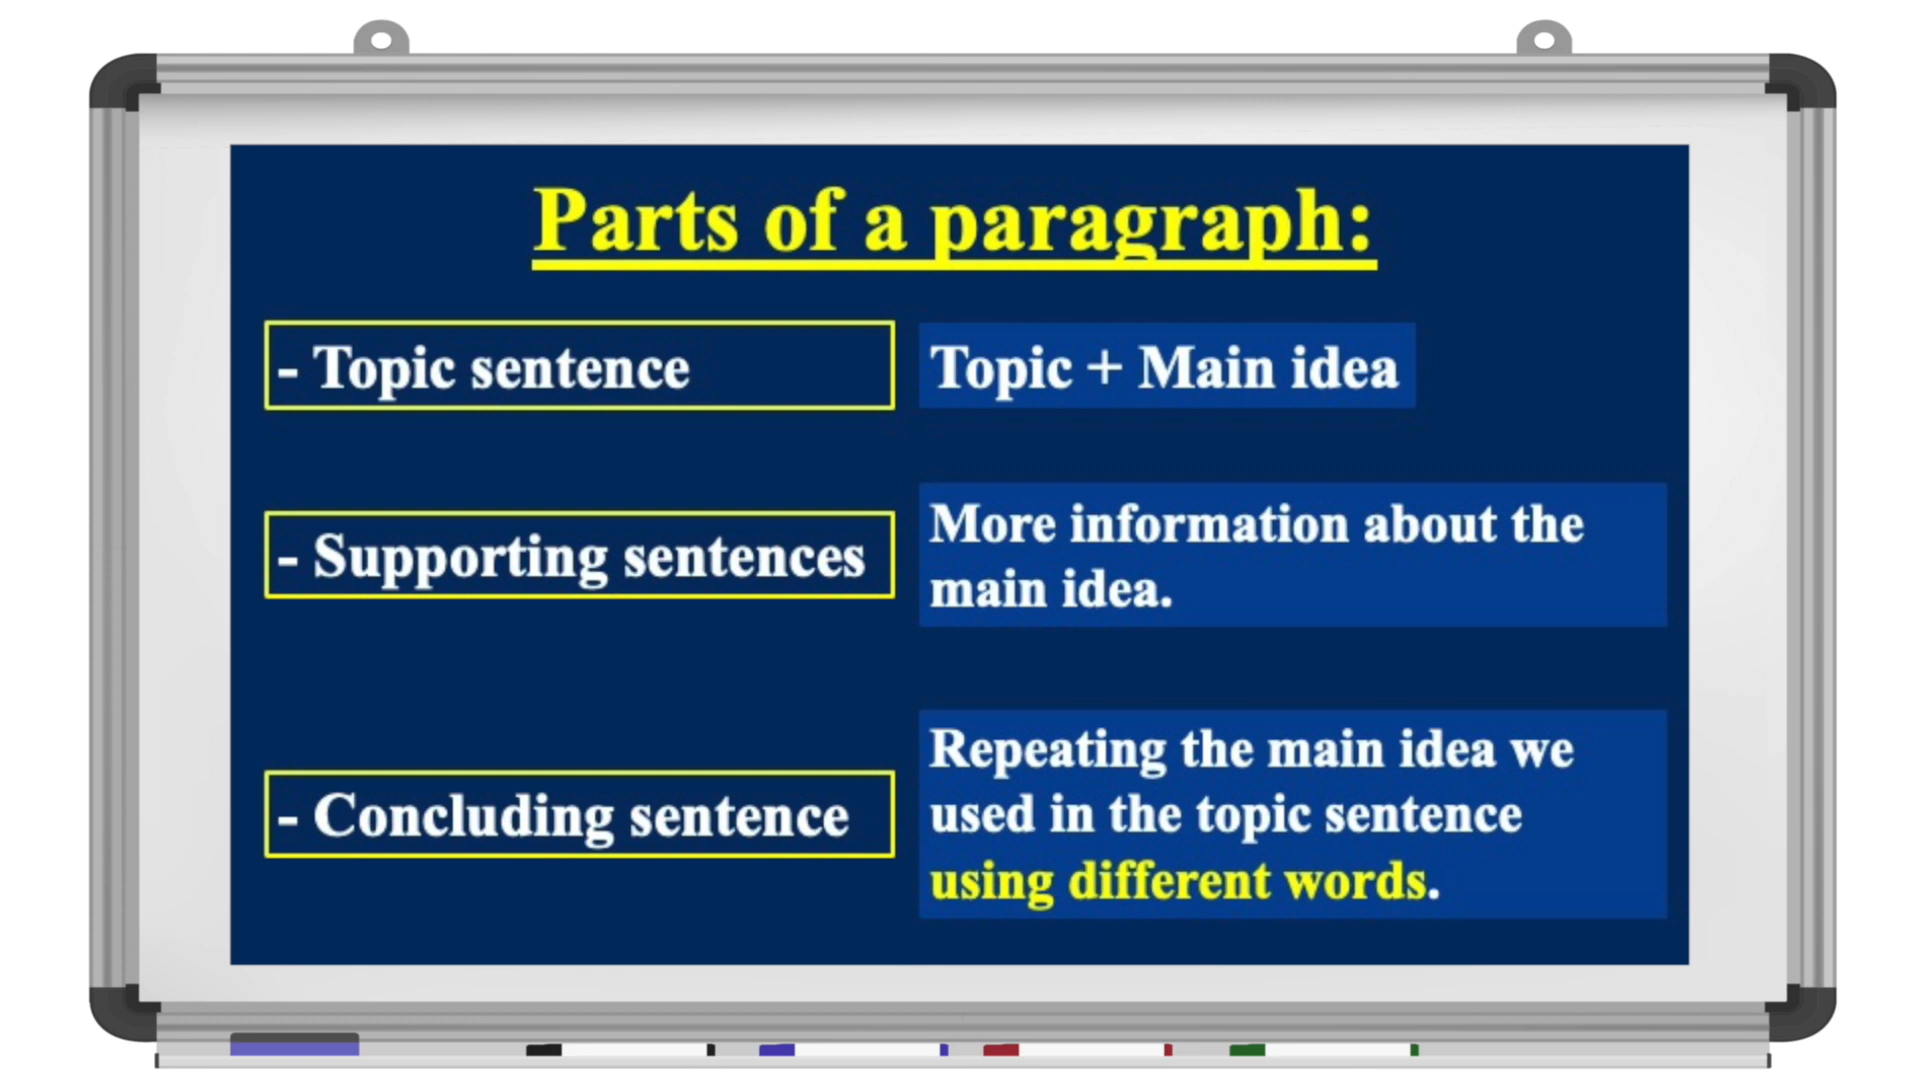 Parts of a paragraph:
- Topic sentence
Topic + Main idea
- Supporting sentences
More information about the
main idea.
- Concluding sentence
Repeating the main idea we
used in the topic sentence
using different words.